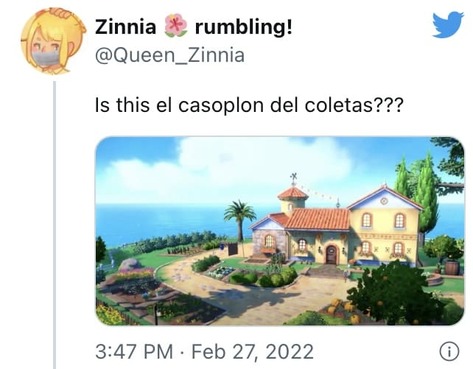 Zinnia 🌺 rumbling!
@Queen_Zinnia
Is this el casoplon del coletas???
3:47 PM · Feb 27, 2022